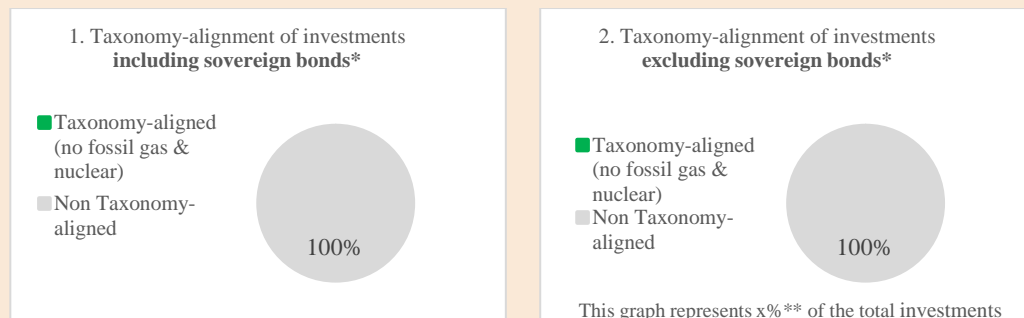 1. Taxonomy-alignment of investments
including sovereign bonds*
Taxonomy-aligned
(no fossil gas &
nuclear)
Non Taxonomy-
aligned
100%
2. Taxonomy-alignment of investments
excluding sovereign bonds*
Taxonomy-aligned
(no fossil gas &
nuclear)
Non Taxonomy-
aligned
100%
This graph represents x%** of the total investments